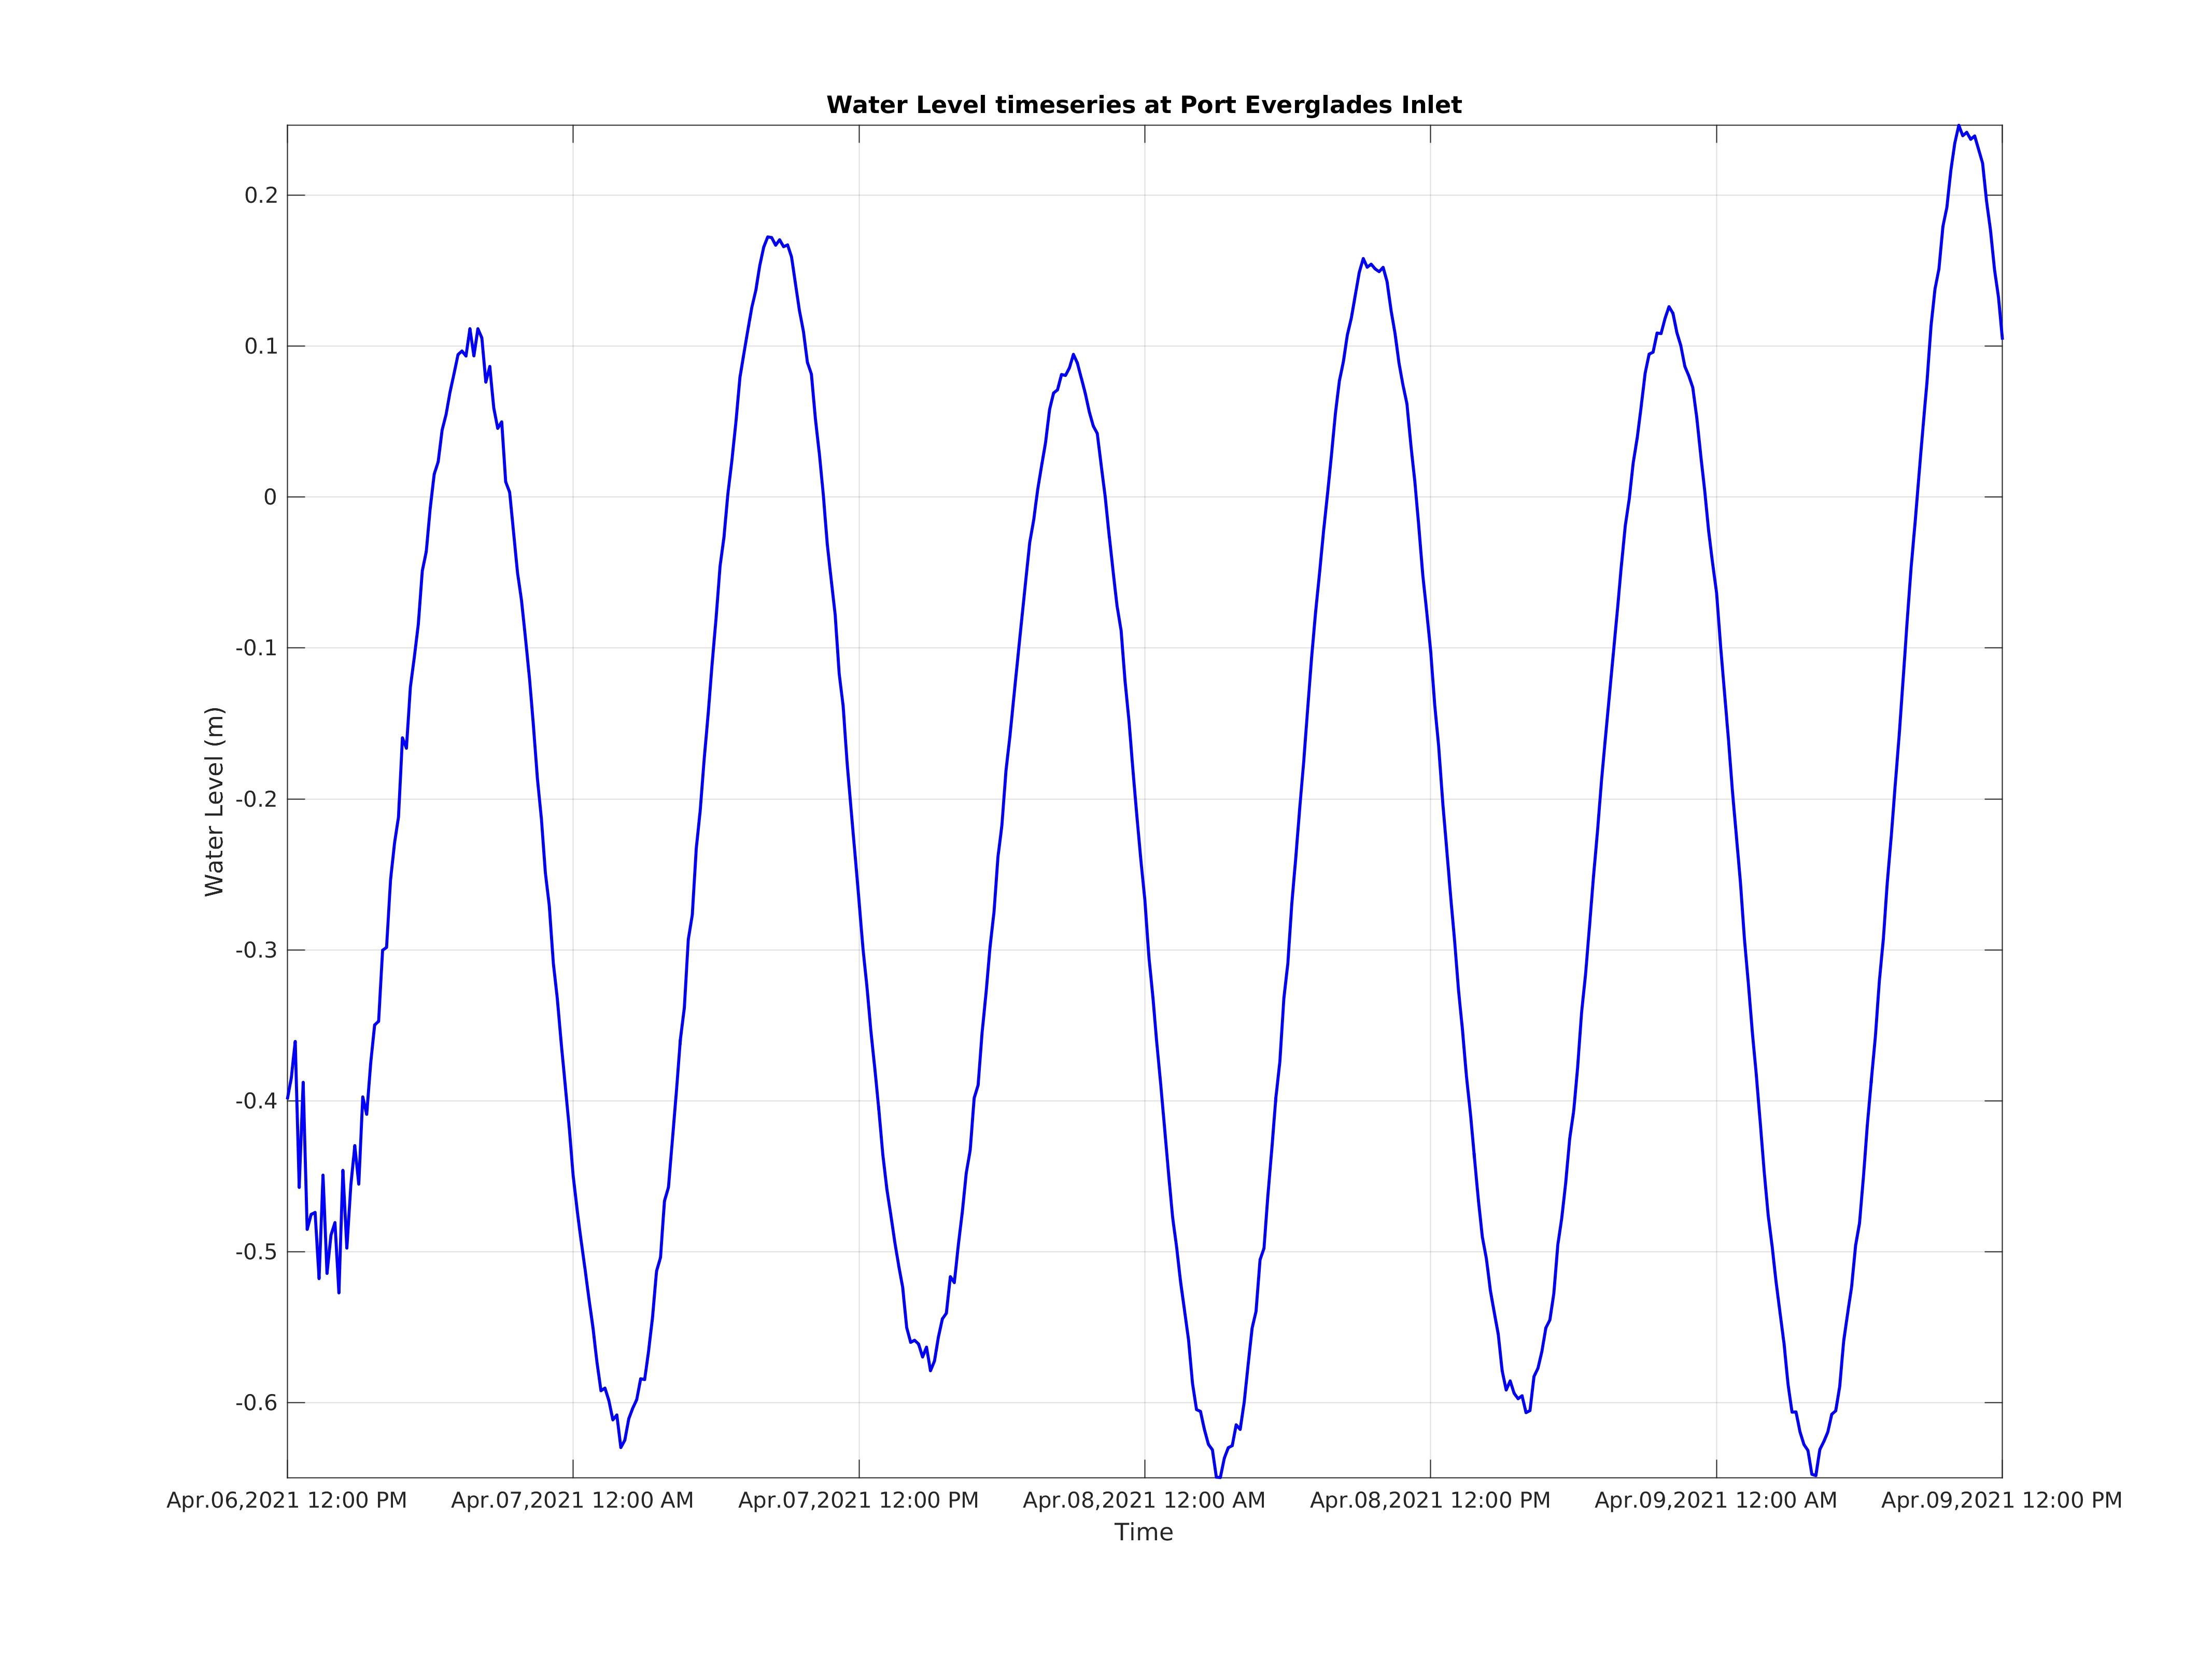 Water Level timeseries at Port Everglades Inlet
0.2
0.1
0
-0.1
-0.2
-0.3
-0.4
-0.5
-0.6
Water Level (m)
Apr.06,2021 12:00 PM Apr.07,2021 12:00 AM Apr.07,2021 12:00 PM Apr.08,2021 12:00 AM Apr.08,2021 12:00 PM Apr.09,2021 12:00 AM Apr.09,2021 12:00 PM
Time